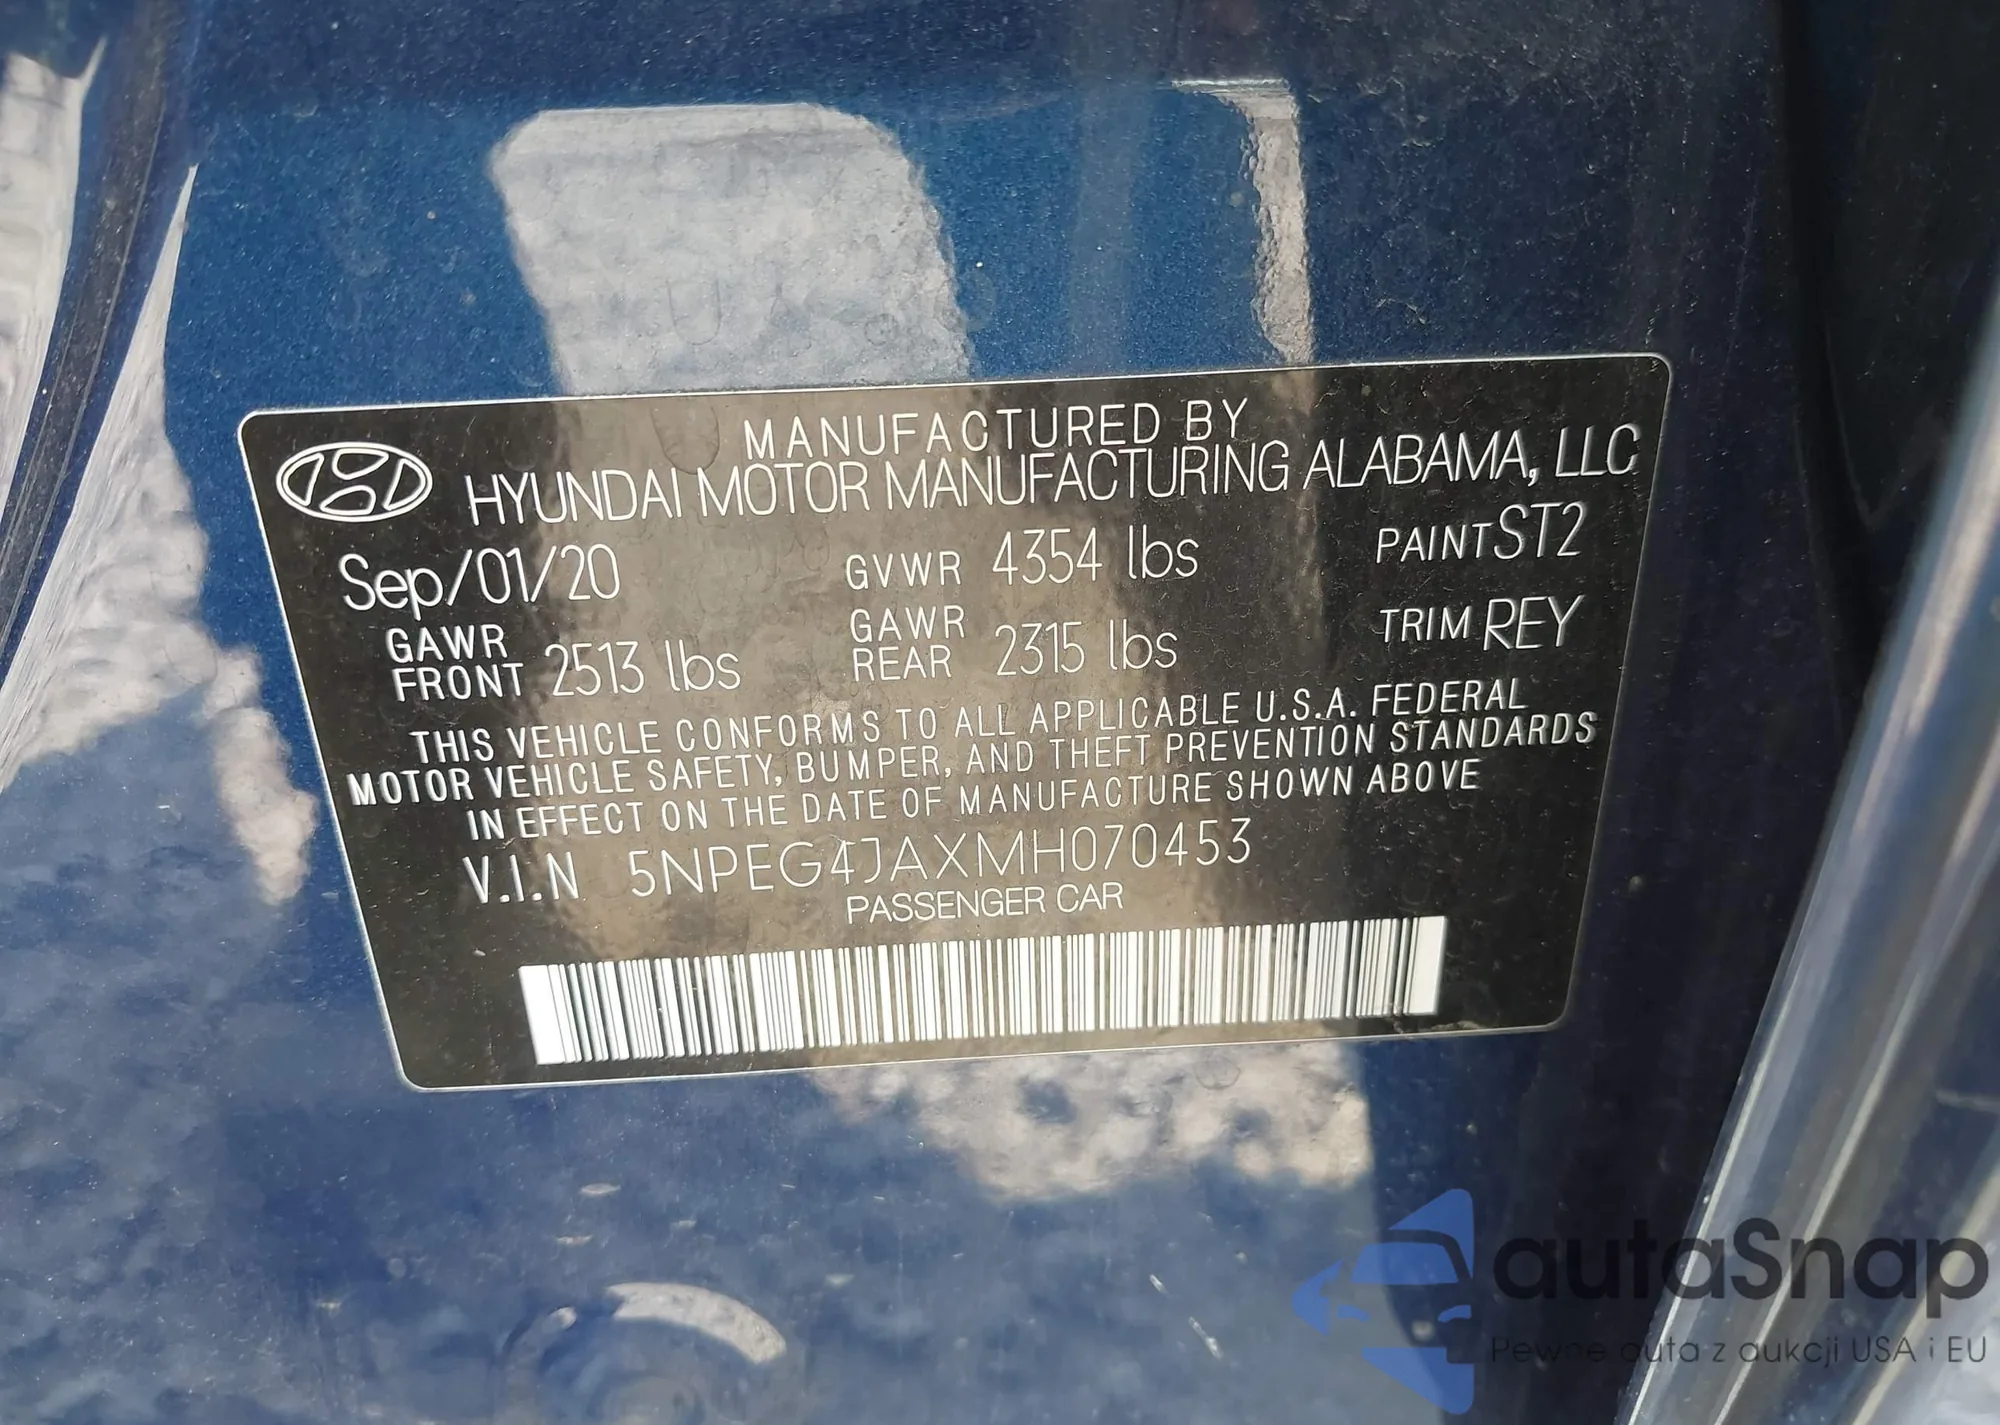 MANUFACTURED BY
HYUNDAI MOTOR MANUFACTURING ALABAMA, LLC
Sep/01/20 GVWR 4354 lbs PAINT ST2
GAWR FRONT 2513 lbs GAWR REAR 2315 lbs TRIM REY
THIS VEHICLE CONFORMS TO ALL APPLICABLE U.S.A. FEDERAL
MOTOR VEHICLE SAFETY, BUMPER, AND THEFT PREVENTION STANDARDS
IN EFFECT ON THE DATE OF MANUFACTURE SHOWN ABOVE
V.I.N 5NPEG4JAXMH070453
PASSENGER CAR
autaSnap
Pewne auta z aukcji USA i EU